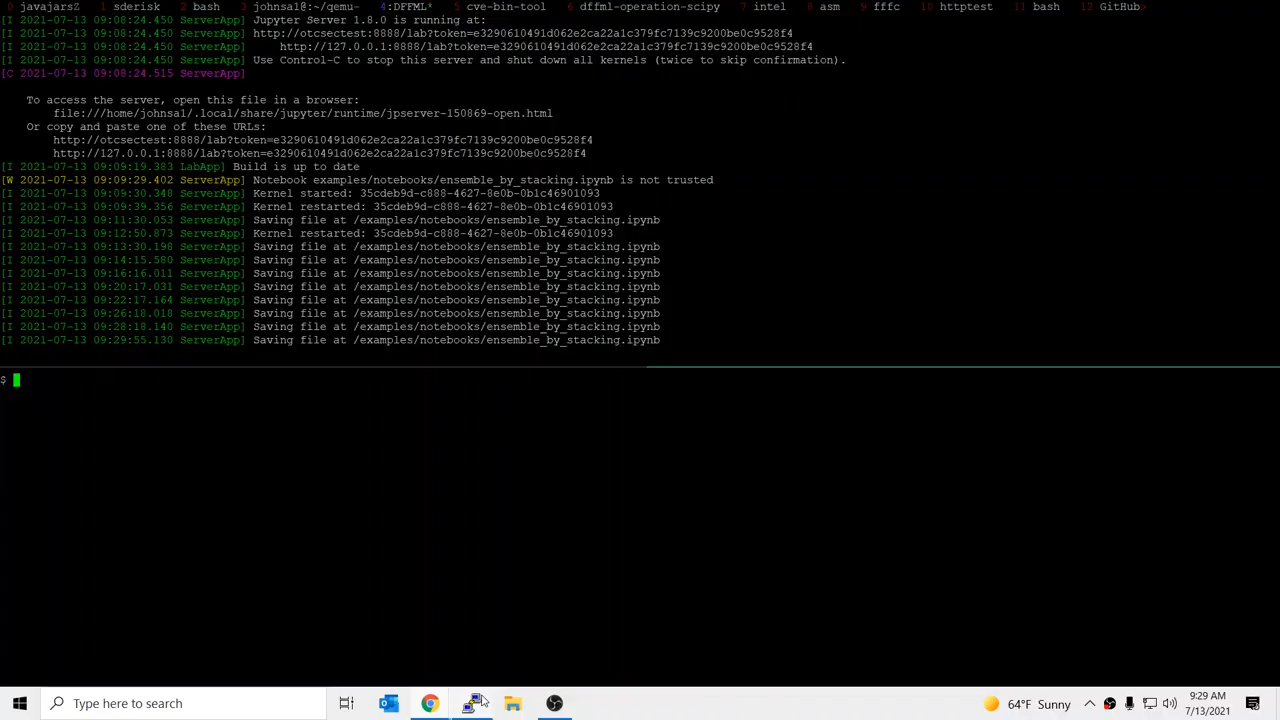 0 javajarsZ 1 sderisk 2 bash 3 johnsa1@:~/qemu- 4:DFFML* 5 cve-bin-tool 6 dffml-operation-scipy 7 intel 8 asm 9 fffc 10 httptest 11 bash 12 GitHub>
[I 2021-07-13 09:08:24.450 ServerApp] Jupyter Server 1.8.0 is running at:
[I 2021-07-13 09:08:24.450 ServerApp] http://otcsectest:8888/lab?token=e3290610491d062e2ca22a1c379fc7139c9200be0c9528f4
[I 2021-07-13 09:08:24.450 ServerApp]     http://127.0.0.1:8888/lab?token=e3290610491d062e2ca22a1c379fc7139c9200be0c9528f4
[I 2021-07-13 09:08:24.450 ServerApp] Use Control-C to stop this server and shut down all kernels (twice to skip confirmation).
[C 2021-07-13 09:08:24.515 ServerApp]
To access the server, open this file in a browser:
file:///home/johnsa1/.local/share/jupyter/runtime/jpserver-150869-open.html
Or copy and paste one of these URLs:
http://otcsectest:8888/lab?token=e3290610491d062e2ca22a1c379fc7139c9200be0c9528f4
http://127.0.0.1:8888/lab?token=e3290610491d062e2ca22a1c379fc7139c9200be0c9528f4
[I 2021-07-13 09:09:19.383 LabApp] Build is up to date
[W 2021-07-13 09:09:29.402 ServerApp] Notebook examples/notebooks/ensemble_by_stacking.ipynb is not trusted
[I 2021-07-13 09:09:30.348 ServerApp] Kernel started: 35cdeb9d-c888-4627-8e0b-0b1c46901093
[I 2021-07-13 09:09:39.356 ServerApp] Kernel restarted: 35cdeb9d-c888-4627-8e0b-0b1c46901093
[I 2021-07-13 09:11:30.053 ServerApp] Saving file at /examples/notebooks/ensemble_by_stacking.ipynb
[I 2021-07-13 09:12:50.873 ServerApp] Kernel restarted: 35cdeb9d-c888-4627-8e0b-0b1c46901093
[I 2021-07-13 09:13:30.198 ServerApp] Saving file at /examples/notebooks/ensemble_by_stacking.ipynb
[I 2021-07-13 09:14:15.580 ServerApp] Saving file at /examples/notebooks/ensemble_by_stacking.ipynb
[I 2021-07-13 09:16:16.011 ServerApp] Saving file at /examples/notebooks/ensemble_by_stacking.ipynb
[I 2021-07-13 09:20:17.031 ServerApp] Saving file at /examples/notebooks/ensemble_by_stacking.ipynb
[I 2021-07-13 09:22:17.164 ServerApp] Saving file at /examples/notebooks/ensemble_by_stacking.ipynb
[I 2021-07-13 09:26:18.018 ServerApp] Saving file at /examples/notebooks/ensemble_by_stacking.ipynb
[I 2021-07-13 09:28:18.140 ServerApp] Saving file at /examples/notebooks/ensemble_by_stacking.ipynb
[I 2021-07-13 09:29:55.130 ServerApp] Saving file at /examples/notebooks/ensemble_by_stacking.ipynb
$
Type here to search
64°F Sunny
9:29 AM
7/13/2021